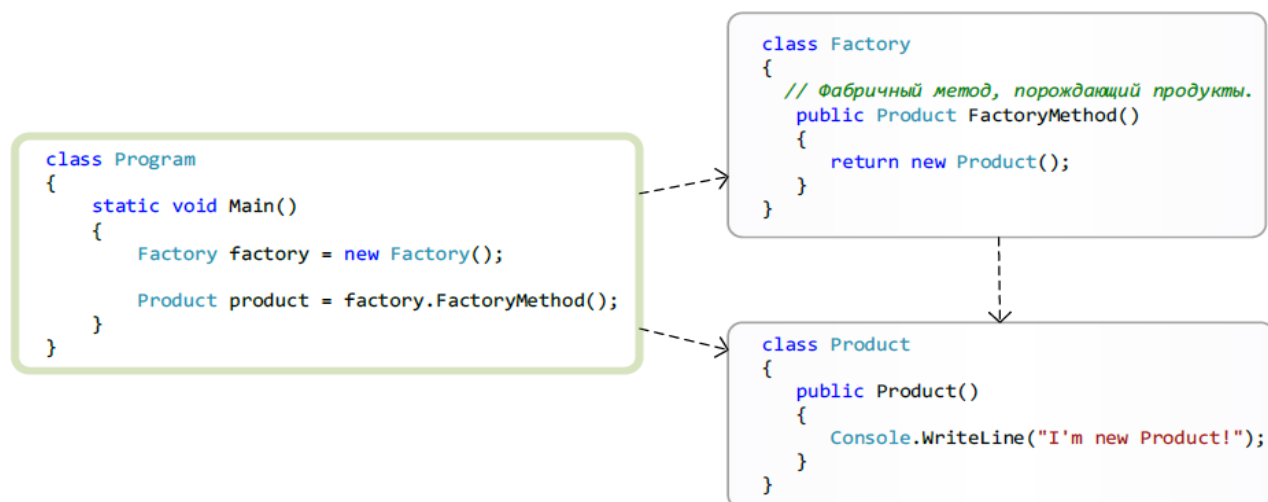 class Program
{
    static void Main()
    {
        Factory factory = new Factory();
        Product product = factory.FactoryMethod();
    }
}
class Factory
{
  // Фабричный метод, порождающий продукты.
   public Product FactoryMethod()
   {
      return new Product();
   }
}
class Product
{
   public Product()
   {
      Console.WriteLine("I'm new Product!");
   }
}